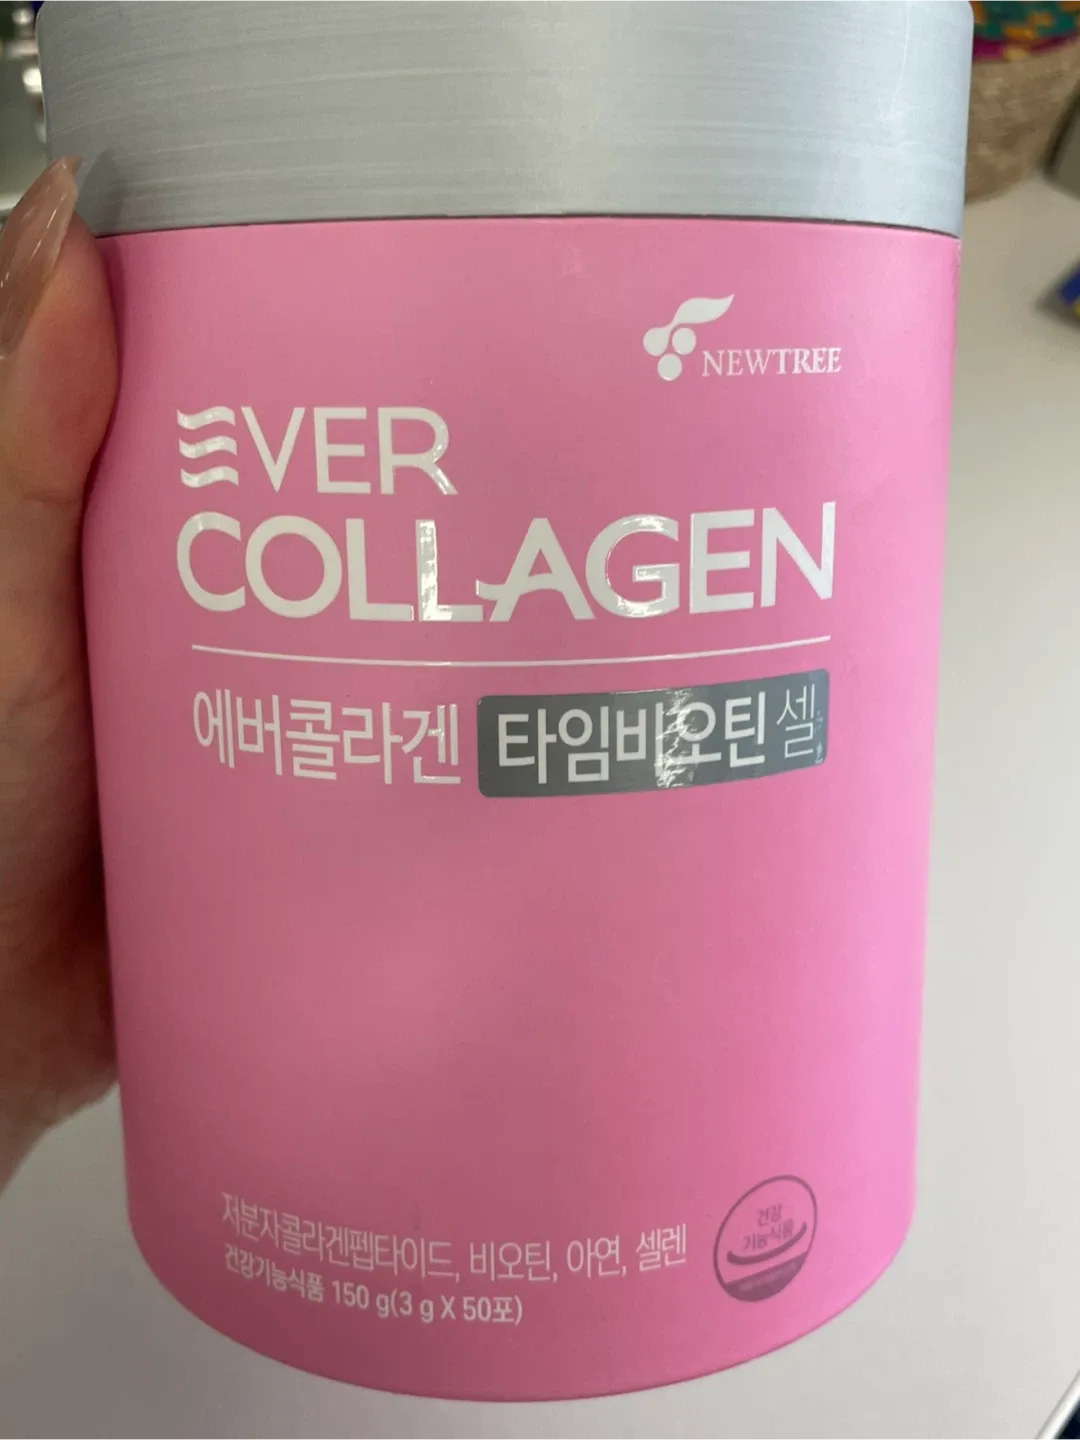 NEWTREE
EVER
COLLAGEN
에버콜라겐 타임비오틴 셀
저분자콜라겐펩타이드, 비오틴, 아연, 셀렌
건강기능식품 150 g(3 g X 50포)
건강
기능식품